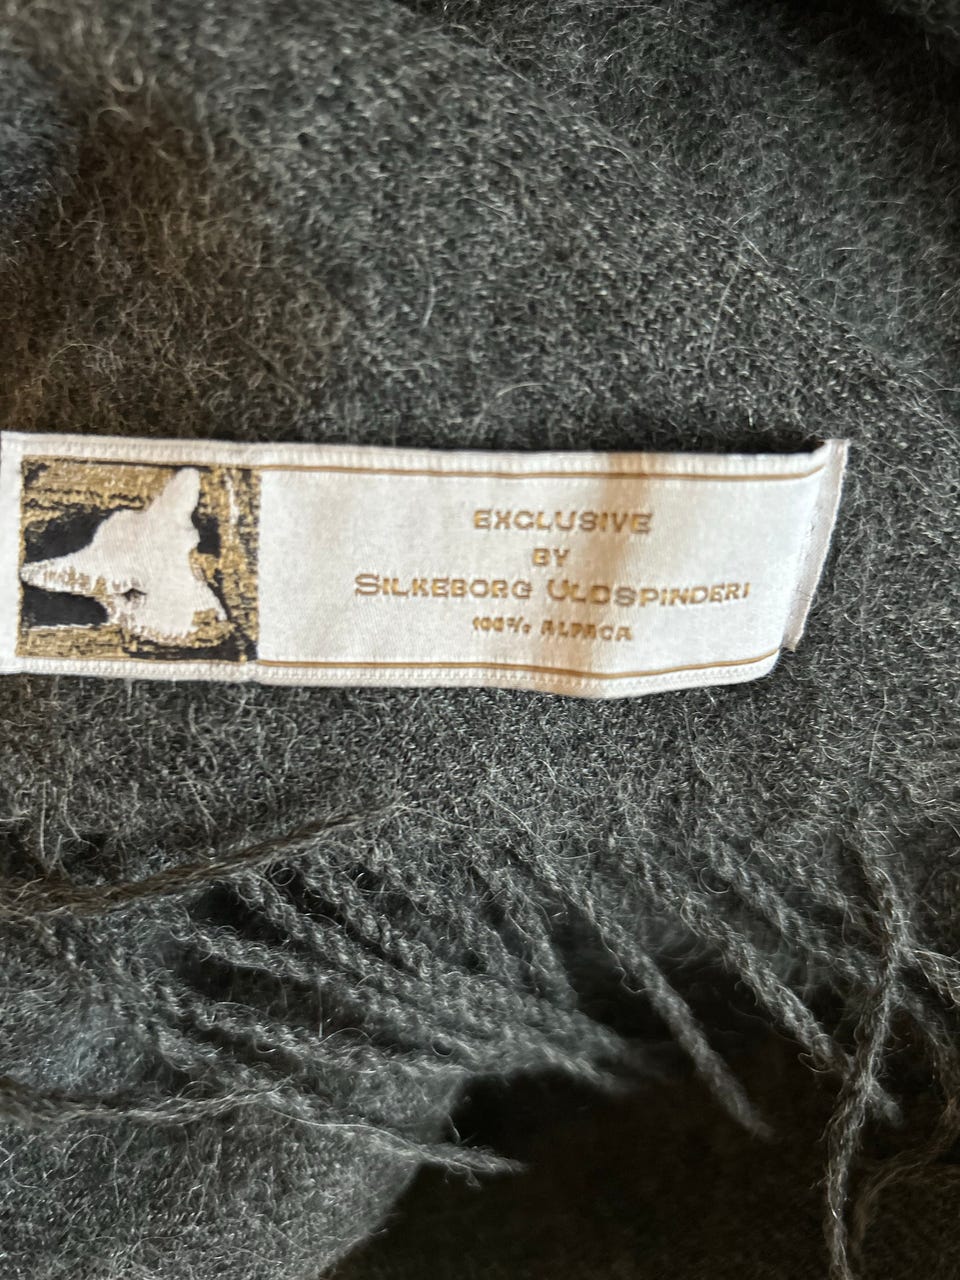 EXCLUSIVE
BY
SILKEBORG ULDSPINDERI
100% ALPACA